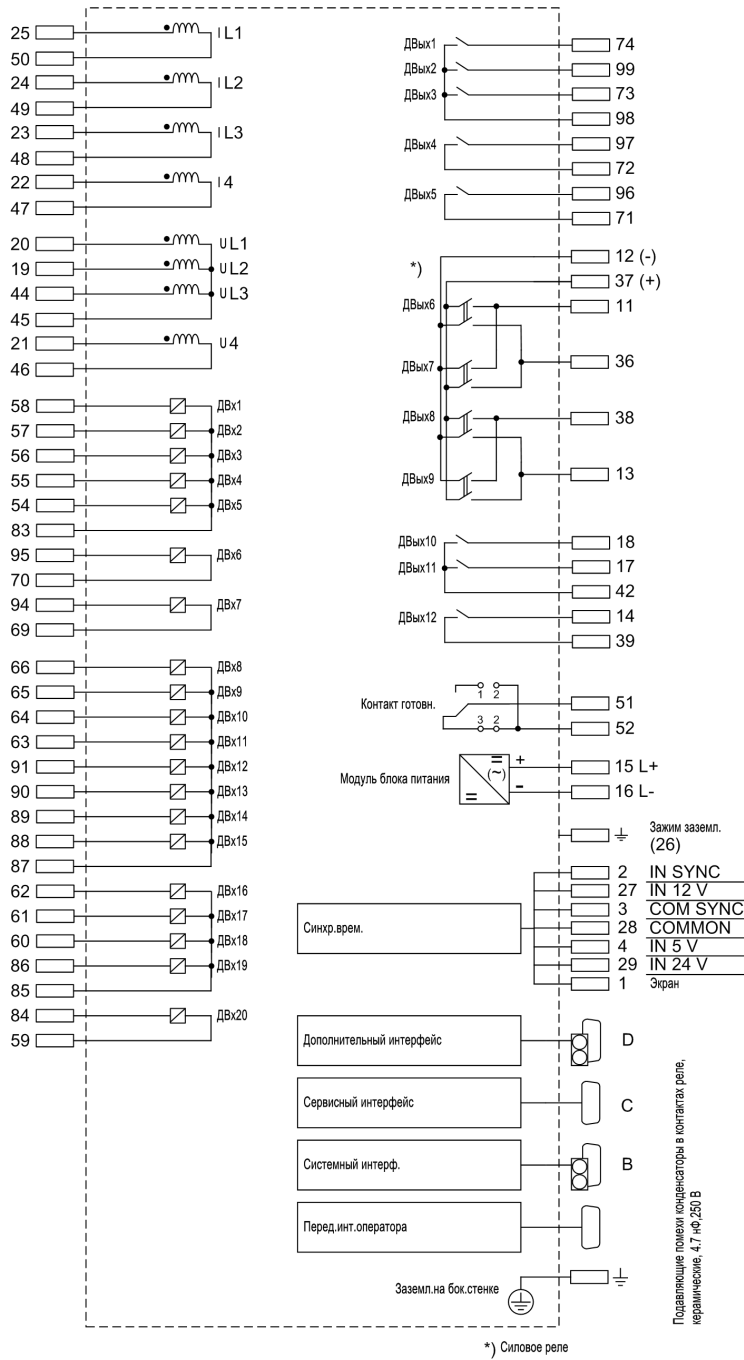 25 IL1
50
24 IL2
49
23 IL3
48
22 I4
47
20 UL1
19 UL2
44 UL3
45
21 U4
46
58 ДВх1
57 ДВх2
56 ДВх3
55 ДВх4
54 ДВх5
83
95 ДВх6
70
94 ДВх7
69
66 ДВх8
65 ДВх9
64 ДВх10
63 ДВх11
91 ДВх12
90 ДВх13
89 ДВх14
88 ДВх15
87
62 ДВх16
61 ДВх17
60 ДВх18
86 ДВх19
85
84 ДВх20
59
ДВых1 74
ДВых2 99
ДВых3 73
98
ДВых4 97
72
ДВых5 96
71
12 (-)
*)
37 (+)
ДВых6 11
36
ДВых7
ДВых8 38
13
ДВых9
ДВых10 18
ДВых11 17
42
ДВых12 14
39
1 2
Контакт готовн. 51
3 2
52
Модуль блока питания = (~) = + - 
15 L+
16 L-
Зажим заземл.
(26)
2 IN SYNC
27 IN 12 V
3 COM SYNC
28 COMMON
4 IN 5 V
29 IN 24 V
1 Экран
Синхр.врем.
Дополнительный интерфейс D
Сервисный интерфейс C
Системный интерф. B
Перед.инт.оператора
Заземл.на бок.стенке
Подавляющие помехи конденсаторы в контактах реле,
керамические, 4.7 нФ,250 В
*) Силовое реле